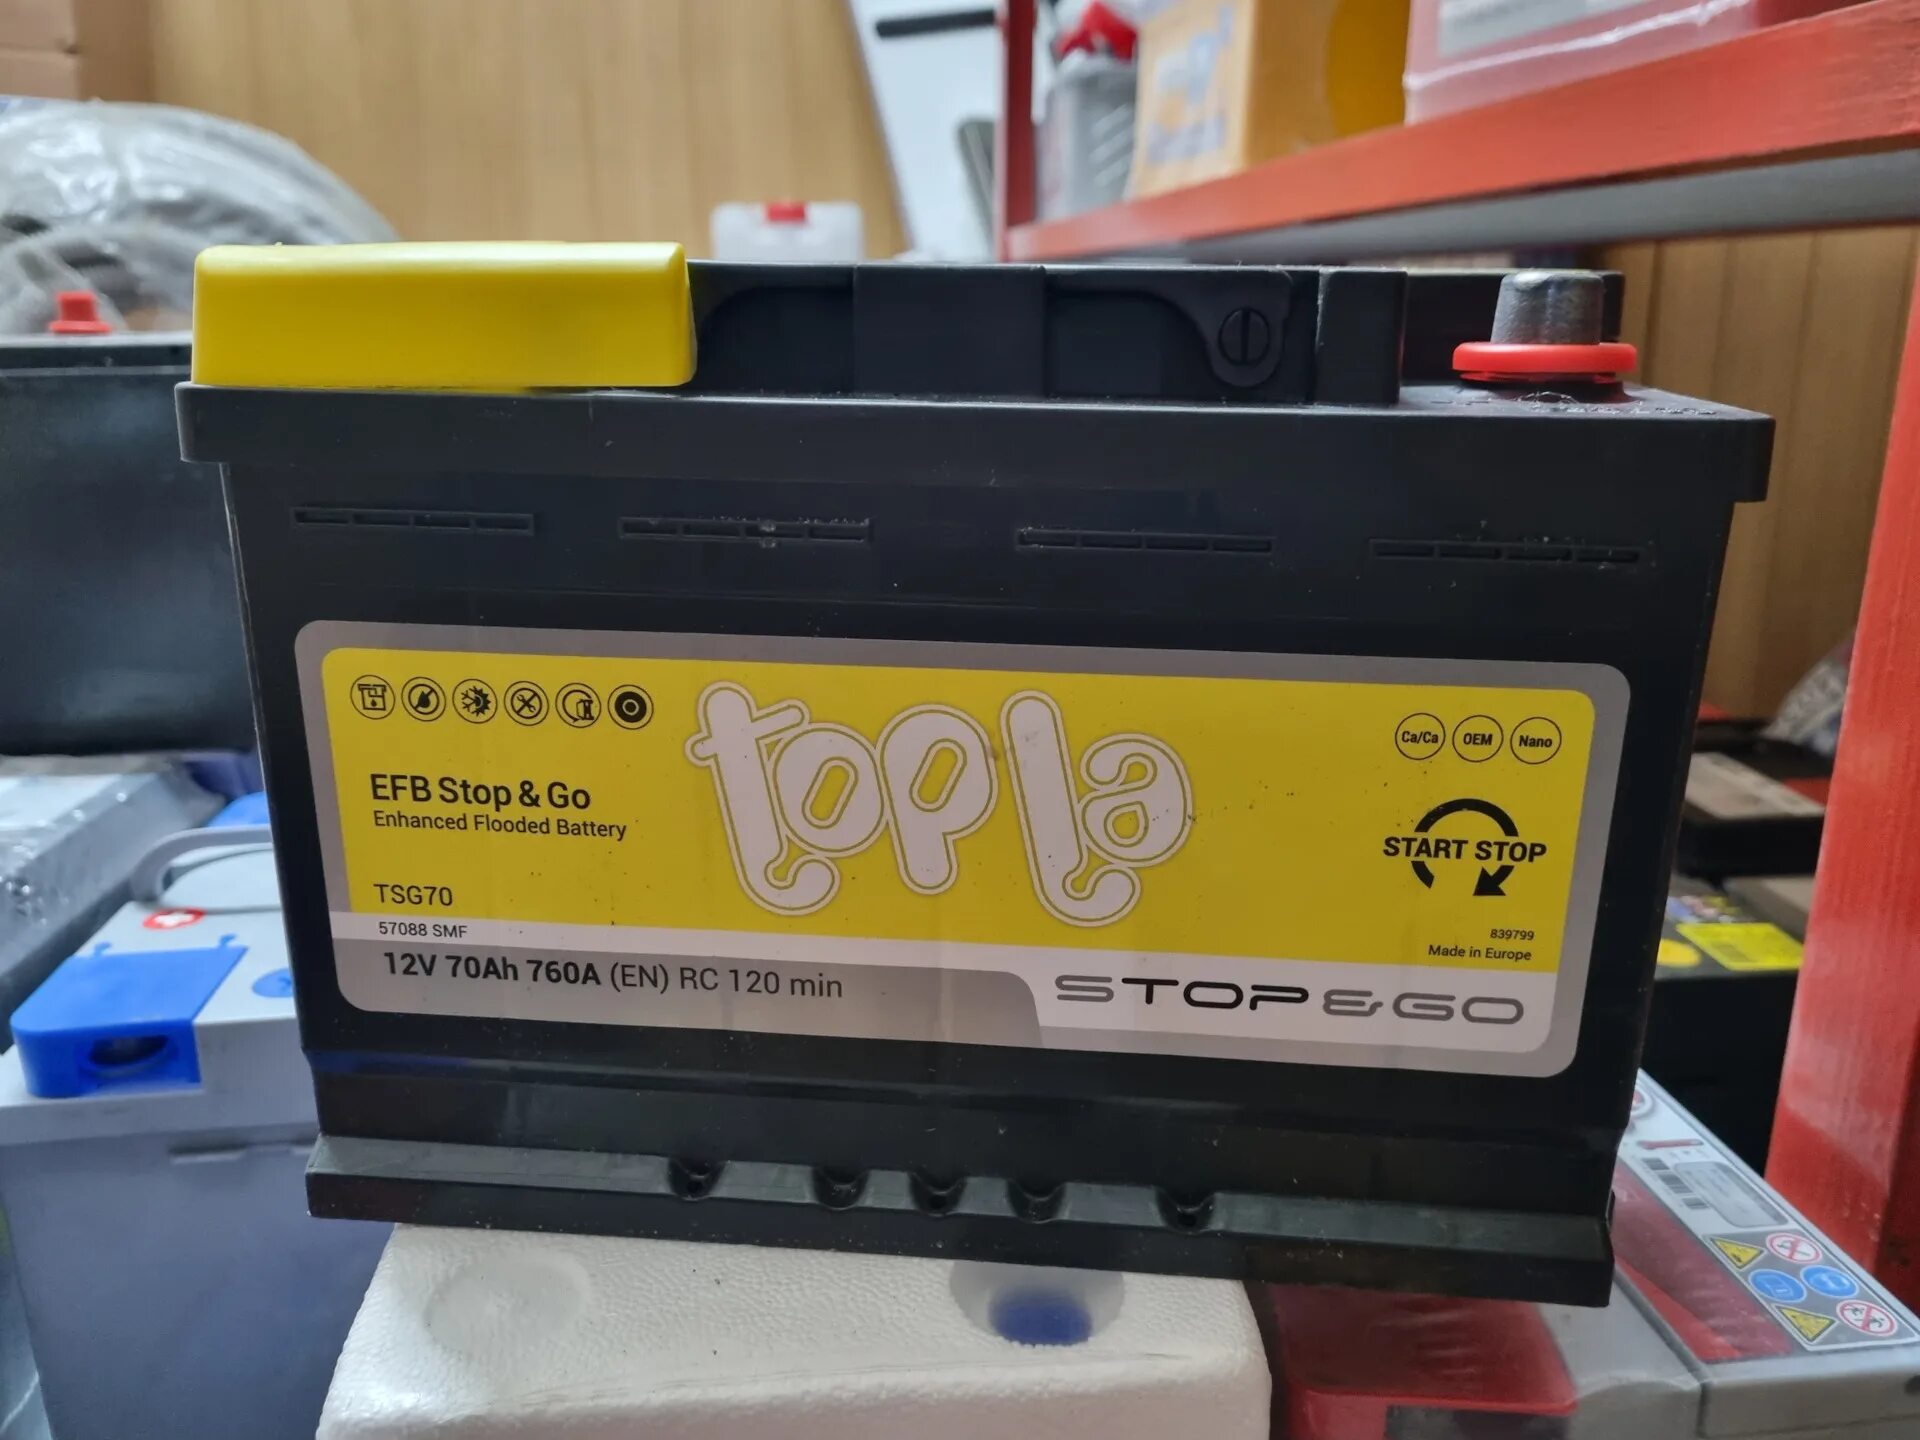 topla
Ca/Ca OEM Nano
EFB Stop & Go
Enhanced Flooded Battery
START STOP
TSG70
57088 SMF
839799
Made in Europe
12V 70Ah 760A (EN) RC 120 min
STOP&GO